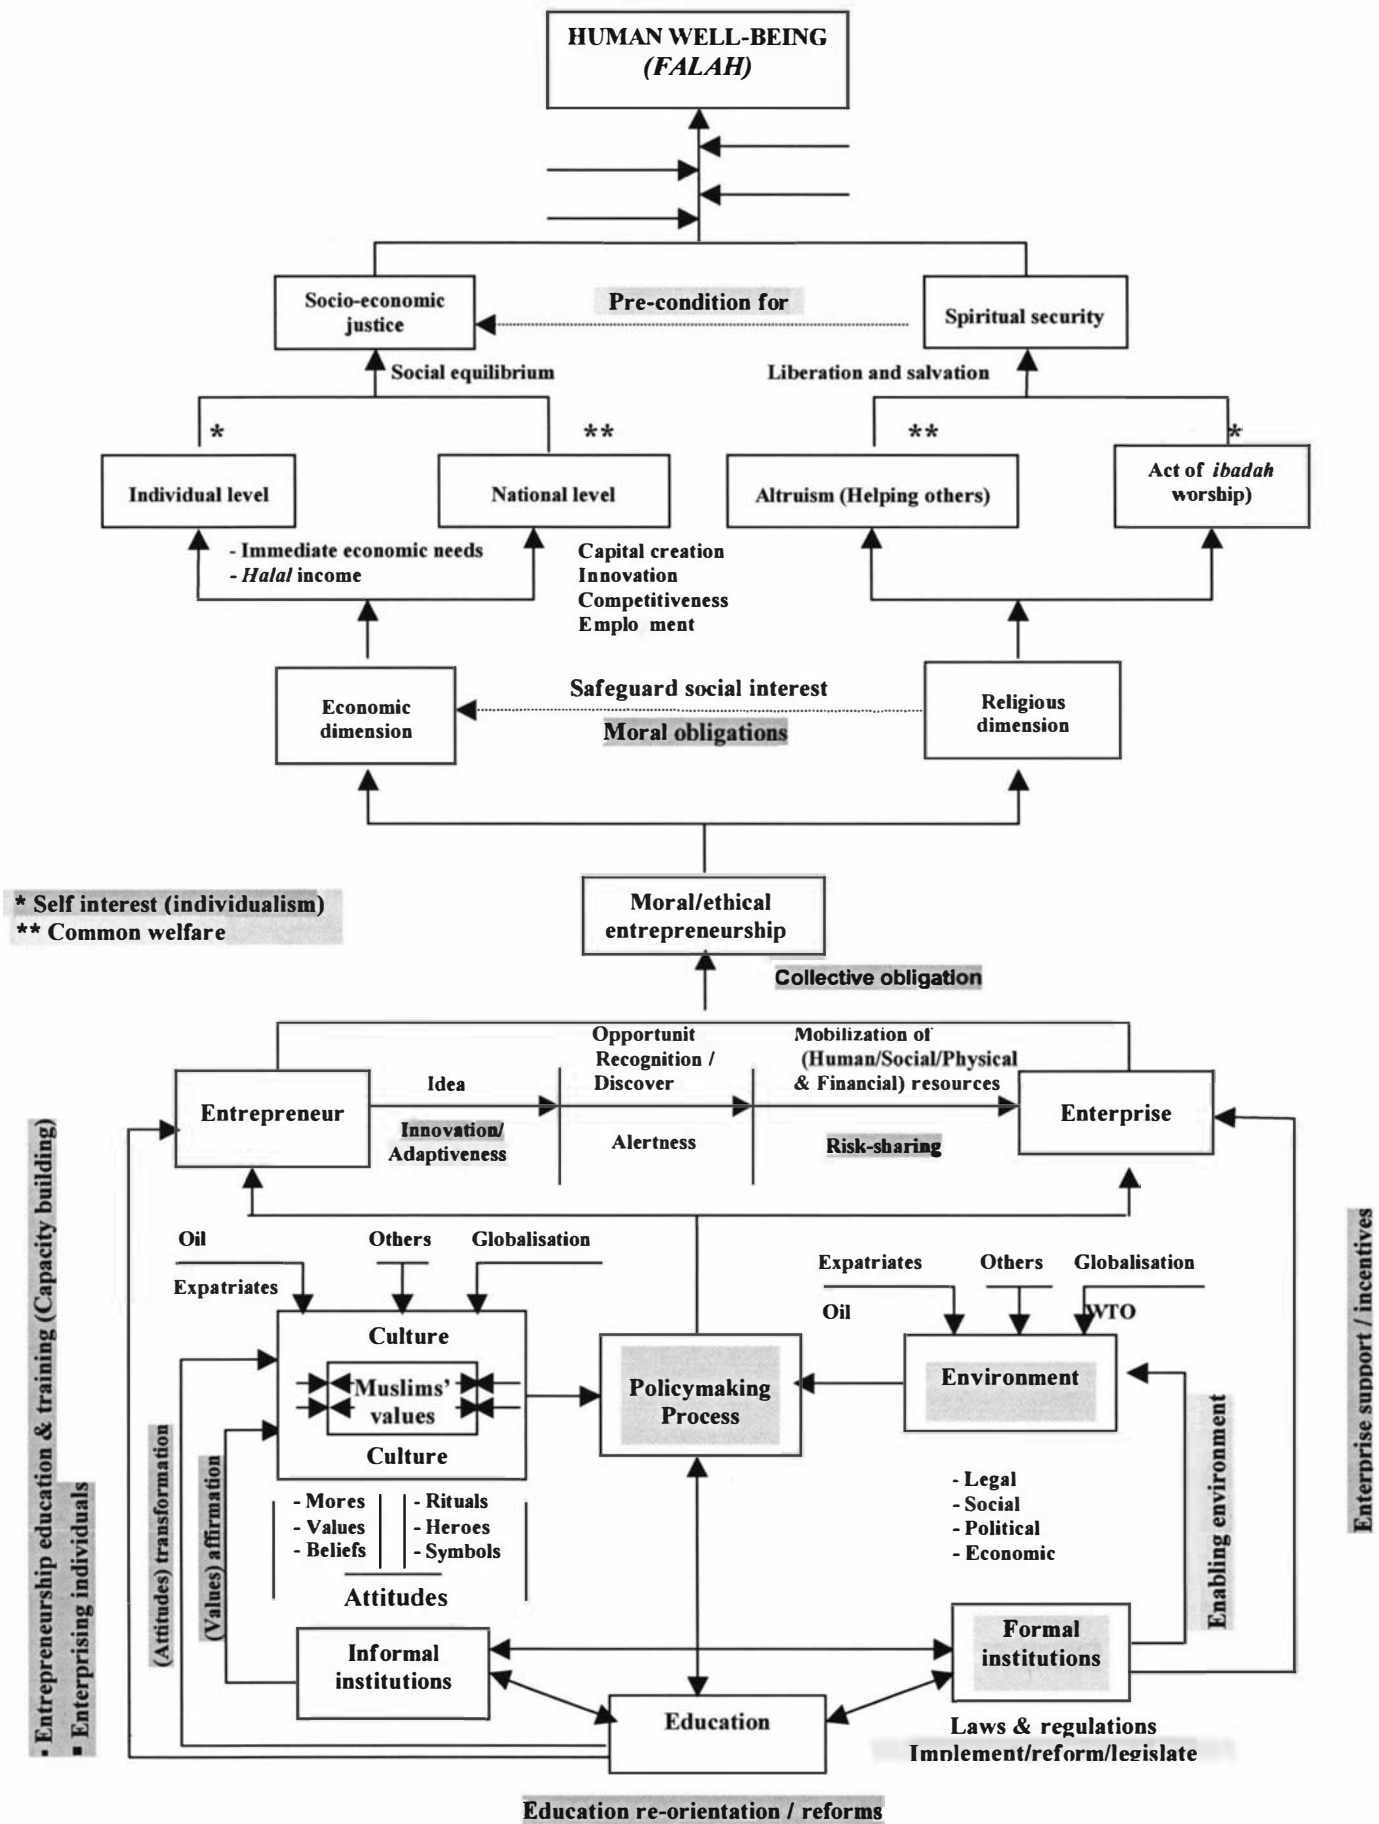 HUMAN WELL-BEING
(FALAH)
Socio-economic
justice
Pre-condition for
Spiritual security
Social equilibrium
Liberation and salvation
*
**
**
*
Individual level
National level
Altruism (Helping others)
Act of ibadah
worship)
- Immediate economic needs
- Halal income
Capital creation
Innovation
Competitiveness
Emplo ment
Economic
dimension
Safeguard social interest
Moral obligations
Religious
dimension
* Self interest (individualism)
** Common welfare
Moral/ethical
entrepreneurship
Collective obligation
Entrepreneur
Idea
Innovation/
Adaptiveness
Opportunit
Recognition /
Discover
Alertness
Mobilization of
(Human/Social/Physical
& Financial) resources
Risk-sharing
Enterprise
▪ Entrepreneurship education & training (Capacity building)
▪ Enterprising individuals
(Attitudes) transformation
(Values) affirmation
Oil
Expatriates
Others
Globalisation
Culture
Muslims'
values
Culture
- Mores
- Values
- Beliefs
- Rituals
- Heroes
- Symbols
Attitudes
Policymaking
Process
Expatriates
Oil
Others
Globalisation
WTO
Environment
- Legal
- Social
- Political
- Economic
Enabling environment
Enterprise support / incentives
Informal
institutions
Formal
institutions
Education
Laws & regulations
Implement/reform/legislate
Education re-orientation / reforms